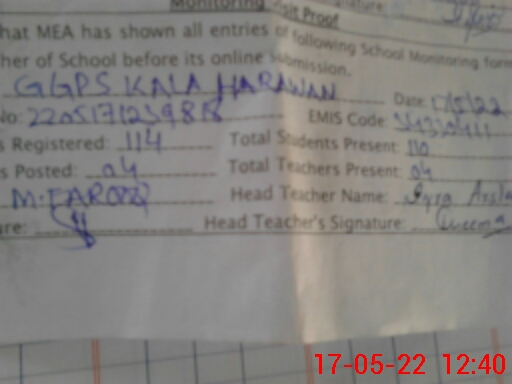 Monitoring Visit Proof
hat MEA has shown all entries of following School Monitoring form
her of School before its online submission.
GGPS KALA HARAWAN Date: 17/5/22
No: EMIS Code:
s Registered: 114 Total Students Present: 110
s Posted: 04 Total Teachers Present: 04
M. FAROOQ Head Teacher Name: Iqra
re: Head Teacher's Signature:
17-05-22 12:40